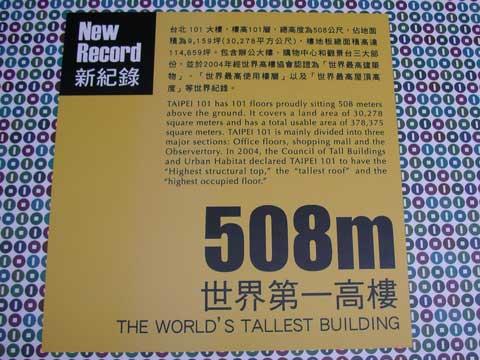 New
Record
新紀錄
台北 101 大樓，樓高101層，總高度為508公尺，佔地面
積為9,159坪(30,278平方公尺)，樓地板總面積高達
114,659坪。包含辦公大樓、購物中心和觀景台三大部
份，並於2004年經世界高樓協會認證為「世界最高建築
物」、「世界最高使用樓層」以及「世界最高屋頂高
度」等世界紀錄。
TAIPEI 101 has 101 floors proudly sitting 508 meters
above the ground. It covers a land area of 30,278
square meters and has a total usable area of 378,375
square meters. TAIPEI 101 is mainly divided into three
major sections: Office floors, shopping mall and the
Observertory. In 2004, the Council of Tall Buildings
and Urban Habitat declared TAIPEI 101 to have the
"Highest structural top," the "tallest roof" and the
"highest occupied floor."
508m
世界第一高樓
THE WORLD'S TALLEST BUILDING